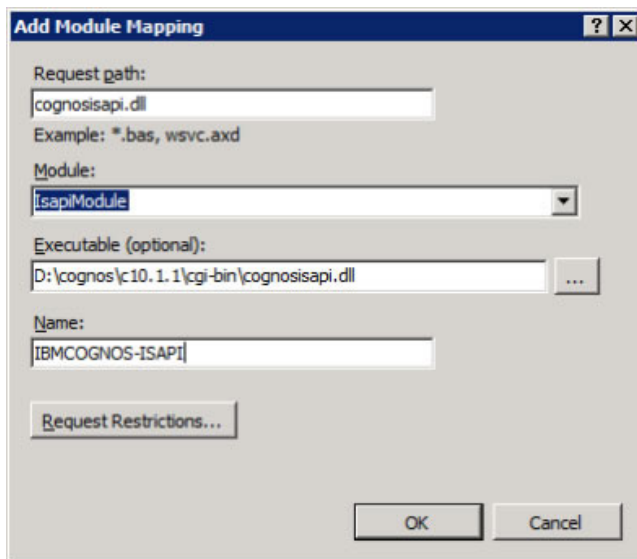 Add Module Mapping
Request path:
cognosisapi.dll
Example: *.bas, wsvc.axd
Module:
IsapiModule
Executable (optional):
D:\cognos\c10.1.1\cgi-bin\cognosisapi.dll
...
Name:
IBMCOGNOS-ISAPI
Request Restrictions...
OK Cancel